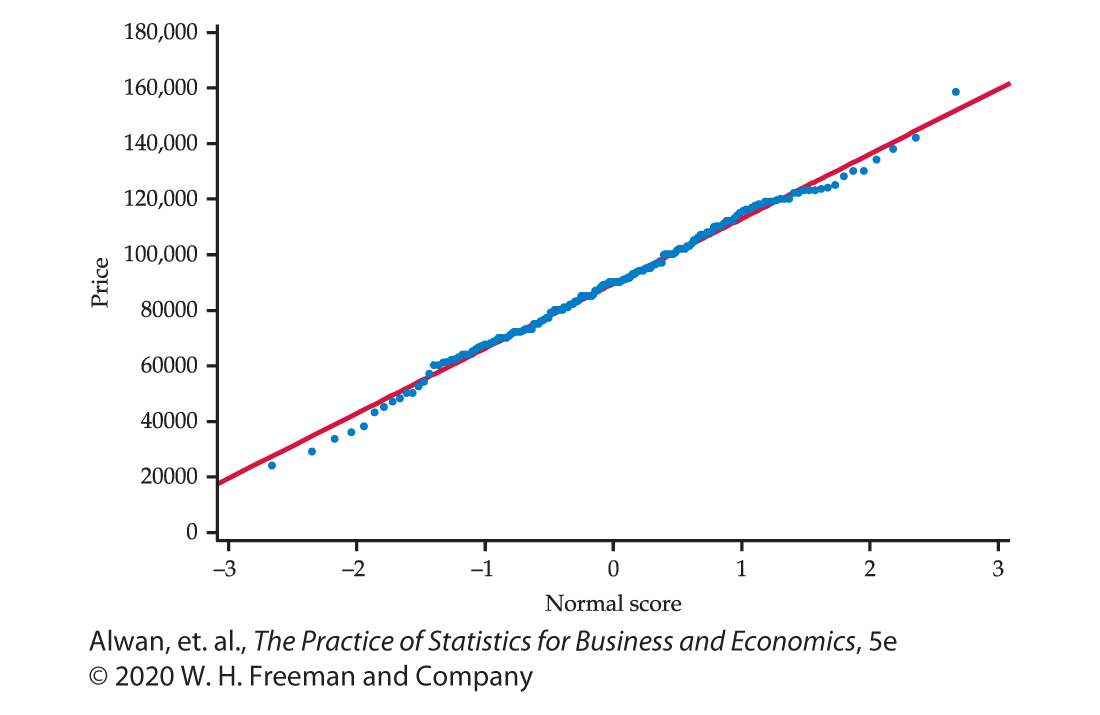 180,000
160,000
140,000
120,000
100,000
80000
60000
40000
20000
0
Price
–3 –2 –1 0 1 2 3
Normal score
Alwan, et. al., The Practice of Statistics for Business and Economics, 5e
© 2020 W. H. Freeman and Company